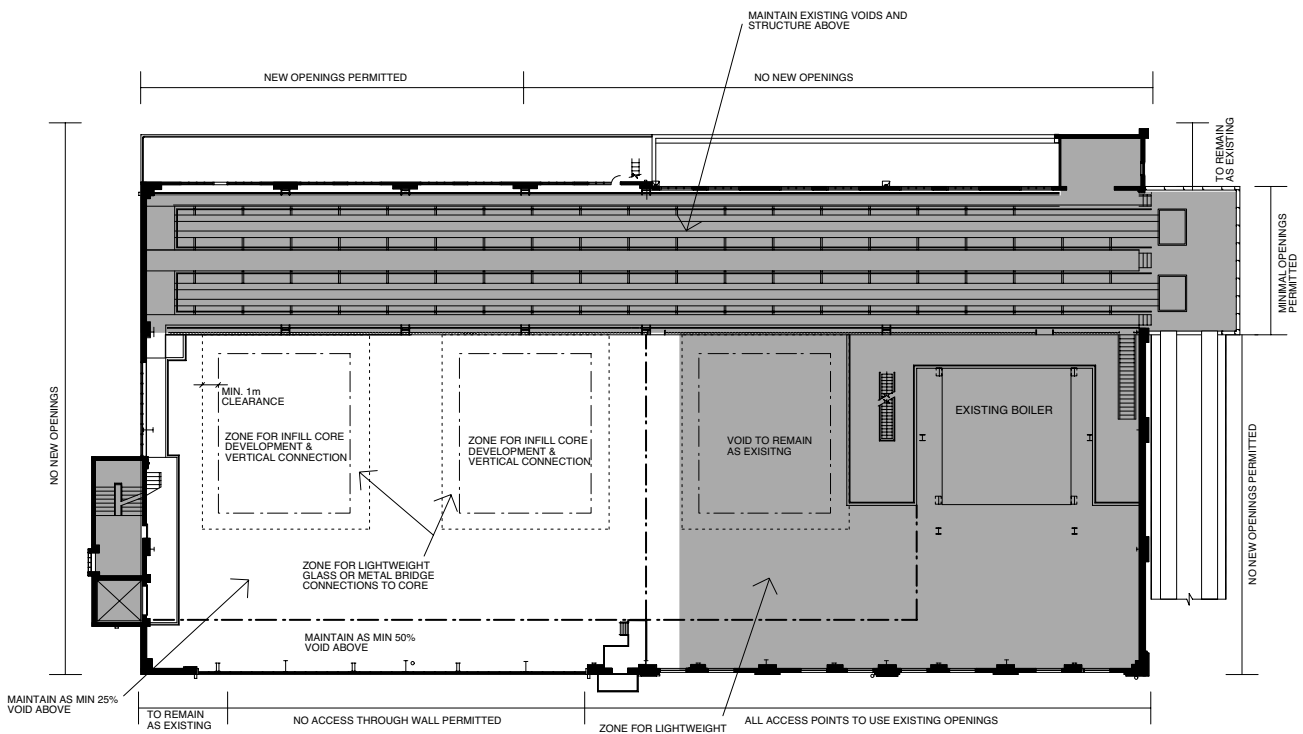 MAINTAIN EXISTING VOIDS AND
STRUCTURE ABOVE
NEW OPENINGS PERMITTED
NO NEW OPENINGS
TO REMAIN
AS EXISTING
MINIMAL OPENINGS
PERMITTED
NO NEW OPENINGS
MIN. 1m
CLEARANCE
ZONE FOR INFILL CORE
DEVELOPMENT &
VERTICAL CONNECTION
ZONE FOR INFILL CORE
DEVELOPMENT &
VERTICAL CONNECTION
VOID TO REMAIN
AS EXISITNG
EXISTING BOILER
NO NEW OPENINGS PERMITTED
ZONE FOR LIGHTWEIGHT
GLASS OR METAL BRIDGE
CONNECTIONS TO CORE
MAINTAIN AS MIN 50%
VOID ABOVE
MAINTAIN AS MIN 25%
VOID ABOVE
TO REMAIN
AS EXISTING
NO ACCESS THROUGH WALL PERMITTED
ZONE FOR LIGHTWEIGHT
ALL ACCESS POINTS TO USE EXISTING OPENINGS